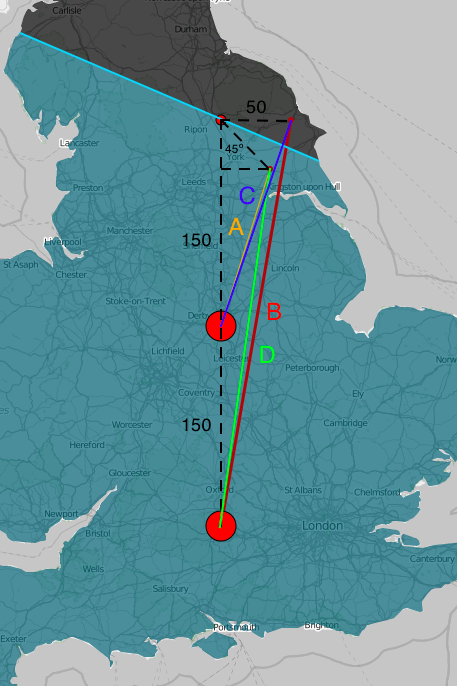 Carlisle
Durham
50
Ripon
45°
York
Lancaster
Leeds
Preston
Kingston upon Hull
C
A
Manchester
Sheffield
150
Liverpool
St Asaph
Chester
Lincoln
Stoke-on-Trent
Derby
B
Lichfield
Leicester
D
Peterborough
Norw
Coventry
Ely
Worcester
150
Cambridge
Hereford
Gloucester
Oxford
St Albans
Chelmsford
Newport
Bristol
London
Wells
Canterbury
Salisbury
Portsmouth
Brighton
Exeter